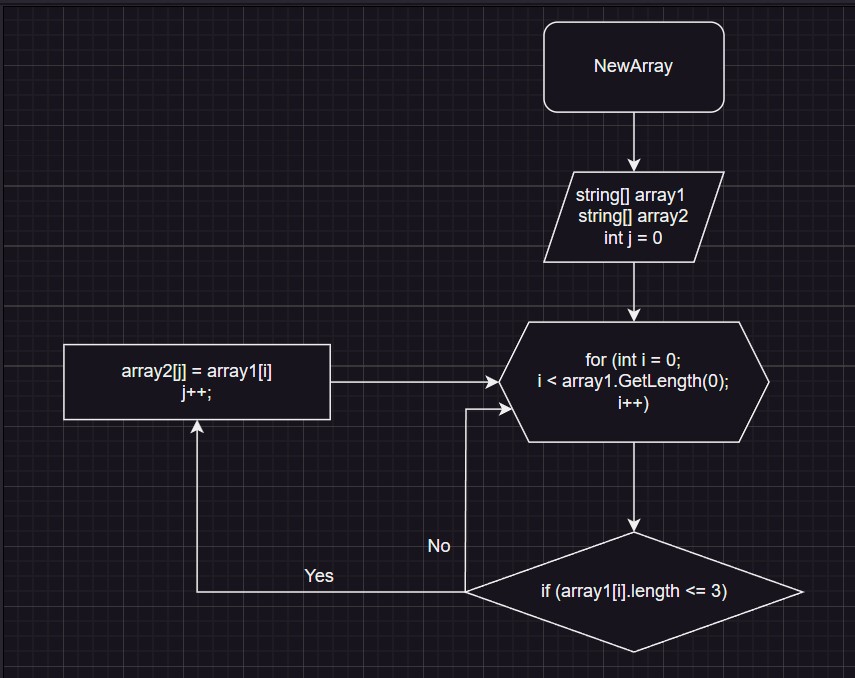 NewArray
string[] array1
string[] array2
int j = 0
for (int i = 0;
i < array1.GetLength(0);
i++)
array2[j] = array1[i]
j++;
No
Yes
if (array1[i].length <= 3)